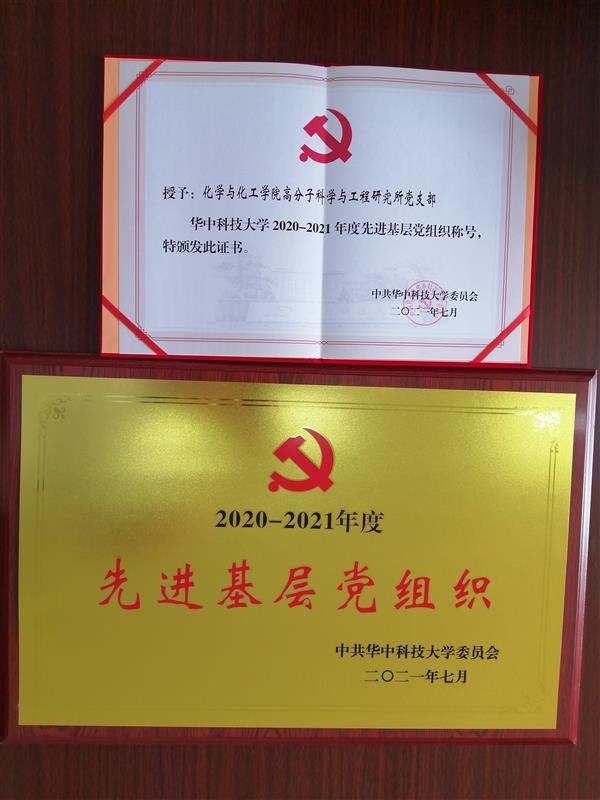 授予：化学与化工学院高分子科学与工程研究所党支部
华中科技大学2020-2021年度先进基层党组织称号，
特颁发此证书。
中共华中科技大学委员会
二〇二一年七月
2020-2021年度
先进基层党组织
中共华中科技大学委员会
二〇二一年七月